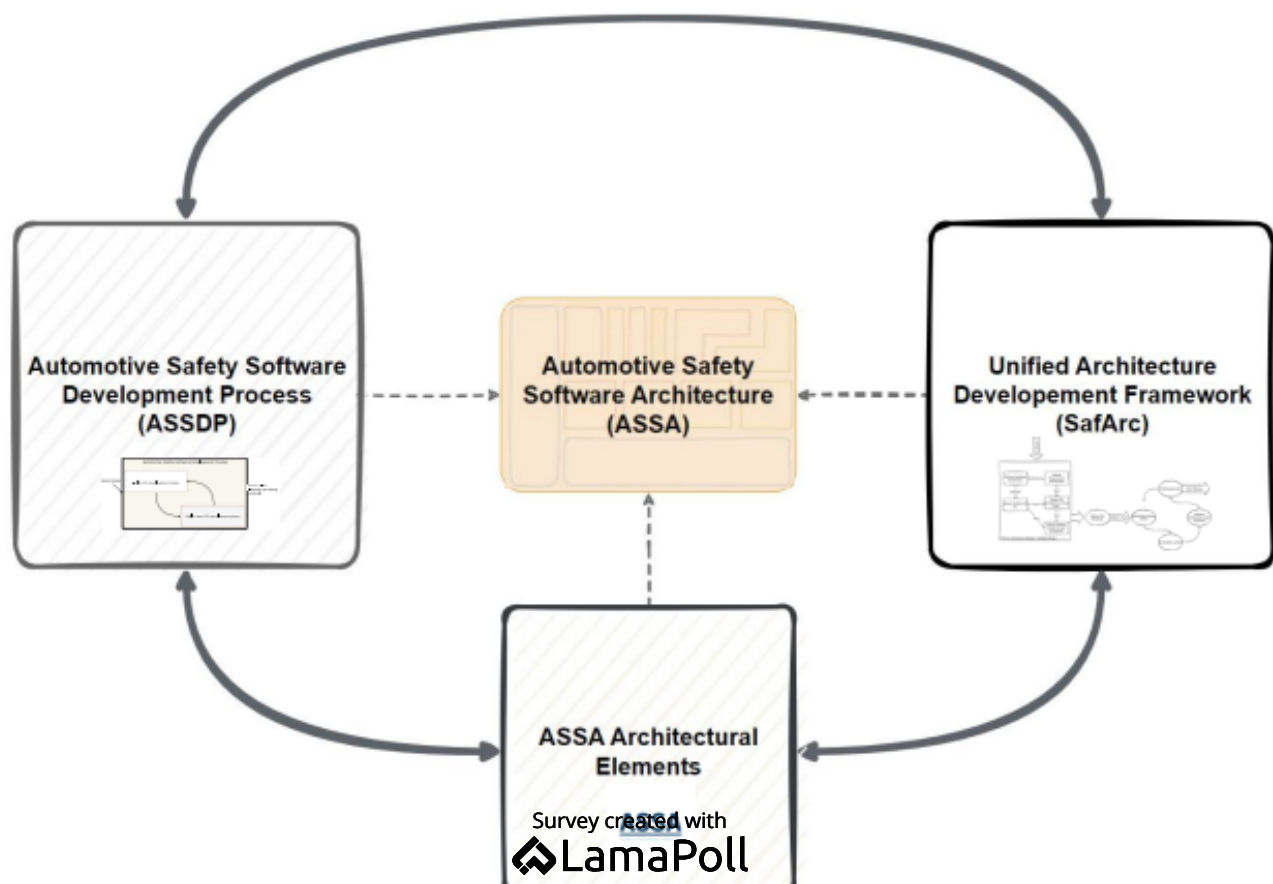 Automotive Safety Software
Development Process
(ASSDP)
Automotive Safety
Software Architecture
(ASSA)
Unified Architecture
Developement Framework
(SafArc)
ASSA Architectural
Elements
ASSA
Survey created with
LamaPoll